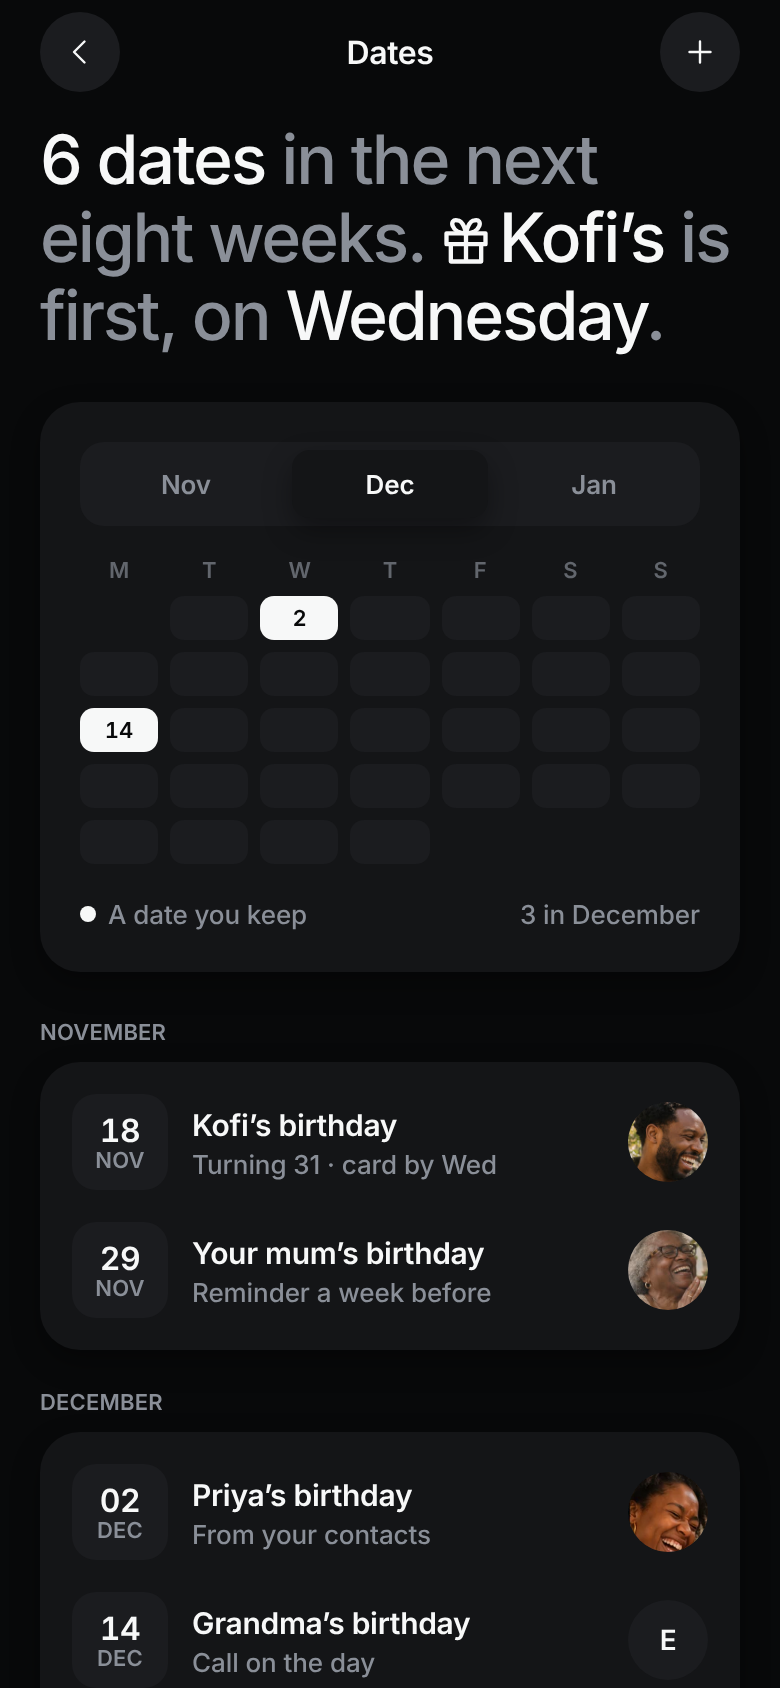 Dates
6 dates in the next
eight weeks. Kofi’s is
first, on Wednesday.
Nov Dec Jan
M T W T F S S
2
14
A date you keep 3 in December
NOVEMBER
18 NOV
Kofi’s birthday
Turning 31 · card by Wed
29 NOV
Your mum’s birthday
Reminder a week before
DECEMBER
02 DEC
Priya’s birthday
From your contacts
14 DEC
Grandma’s birthday
Call on the day
E